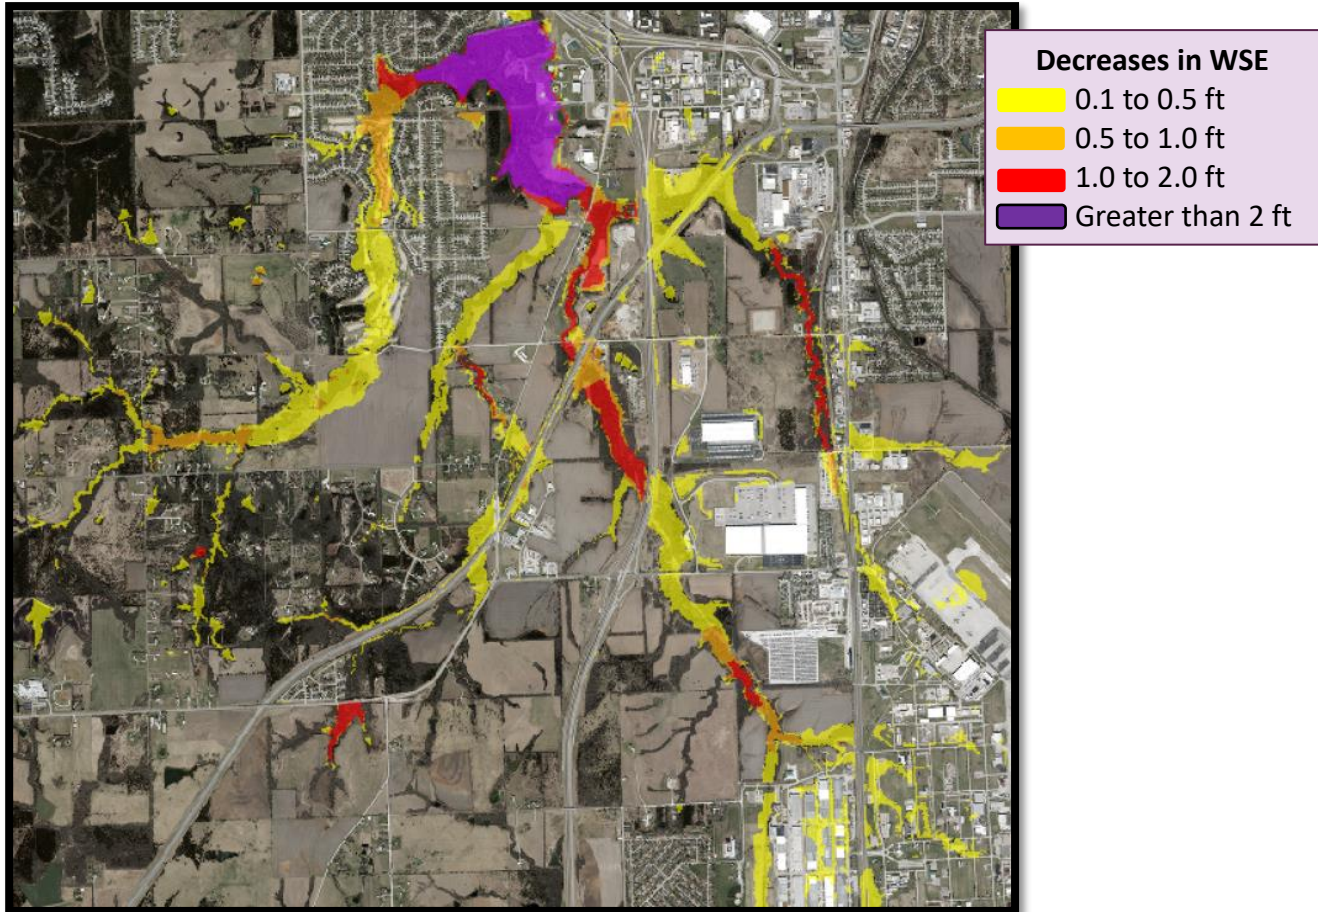 Decreases in WSE
0.1 to 0.5 ft
0.5 to 1.0 ft
1.0 to 2.0 ft
Greater than 2 ft